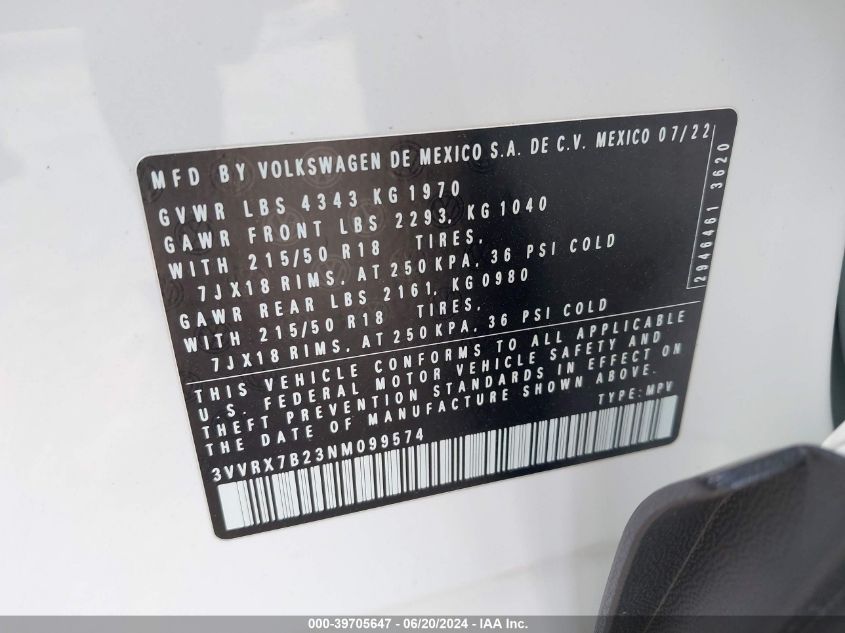 MFD BY VOLKSWAGEN DE MEXICO S.A. DE C.V. MEXICO 07/22
GVWR LBS 4343 KG 1970
GAWR FRONT LBS 2293, KG 1040
WITH 215/50 R18 TIRES,
7JX18 RIMS, AT 250 KPA, 36 PSI COLD
GAWR REAR LBS 2161, KG 0980
WITH 215/50 R18 TIRES,
7JX18 RIMS, AT 250 KPA, 36 PSI COLD
THIS VEHICLE CONFORMS TO ALL APPLICABLE
U.S. FEDERAL MOTOR VEHICLE SAFETY AND
THEFT PREVENTION STANDARDS IN EFFECT ON
THE DATE OF MANUFACTURE SHOWN ABOVE.
3VVRX7B23NM099574 TYPE:MPV
2946461 3620
000-39705647 - 06/20/2024 - IAA Inc.